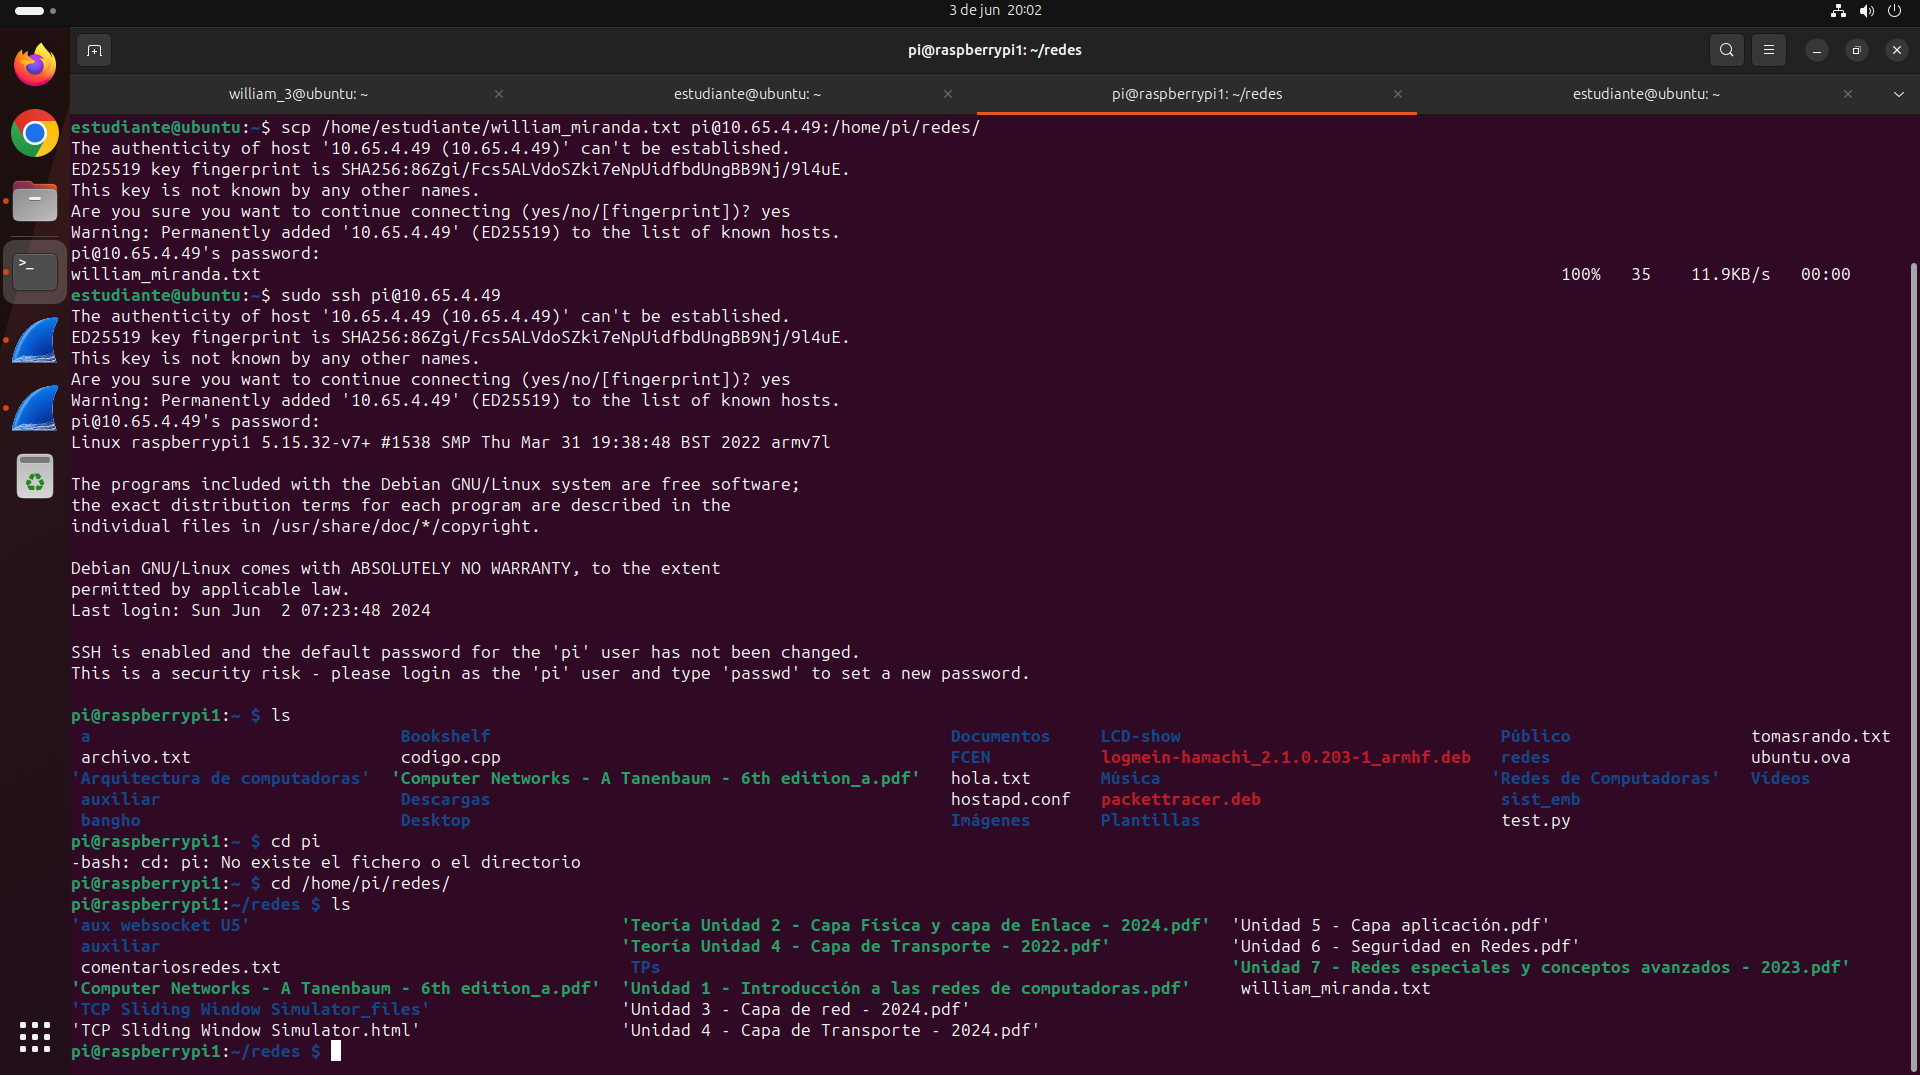 3 de jun 20:02
pi@raspberrypi1: ~/redes
william_3@ubuntu: ~
estudiante@ubuntu: ~
pi@raspberrypi1: ~/redes
estudiante@ubuntu: ~
estudiante@ubuntu:~$ scp /home/estudiante/william_miranda.txt pi@10.65.4.49:/home/pi/redes/
The authenticity of host '10.65.4.49 (10.65.4.49)' can't be established.
ED25519 key fingerprint is SHA256:86Zgi/Fcs5ALVdoSZki7eNpUidfbdUngBB9Nj/9l4uE.
This key is not known by any other names.
Are you sure you want to continue connecting (yes/no/[fingerprint])? yes
Warning: Permanently added '10.65.4.49' (ED25519) to the list of known hosts.
pi@10.65.4.49's password:
william_miranda.txt 100% 35 11.9KB/s 00:00
estudiante@ubuntu:~$ sudo ssh pi@10.65.4.49
The authenticity of host '10.65.4.49 (10.65.4.49)' can't be established.
ED25519 key fingerprint is SHA256:86Zgi/Fcs5ALVdoSZki7eNpUidfbdUngBB9Nj/9l4uE.
This key is not known by any other names.
Are you sure you want to continue connecting (yes/no/[fingerprint])? yes
Warning: Permanently added '10.65.4.49' (ED25519) to the list of known hosts.
pi@10.65.4.49's password:
Linux raspberrypi1 5.15.32-v7+ #1538 SMP Thu Mar 31 19:38:48 BST 2022 armv7l
The programs included with the Debian GNU/Linux system are free software;
the exact distribution terms for each program are described in the
individual files in /usr/share/doc/*/copyright.
Debian GNU/Linux comes with ABSOLUTELY NO WARRANTY, to the extent
permitted by applicable law.
Last login: Sun Jun  2 07:23:48 2024
SSH is enabled and the default password for the 'pi' user has not been changed.
This is a security risk - please login as the 'pi' user and type 'passwd' to set a new password.
pi@raspberrypi1:~ $ ls
a Bookshelf Documentos LCD-show Público tomasrando.txt
archivo.txt codigo.cpp FCEN logmein-hamachi_2.1.0.203-1_armhf.deb redes ubuntu.ova
'Arquitectura de computadoras' 'Computer Networks - A Tanenbaum - 6th edition_a.pdf' hola.txt Música 'Redes de Computadoras' Vídeos
auxiliar Descargas hostapd.conf packettracer.deb sist_emb
bangho Desktop Imágenes Plantillas test.py
pi@raspberrypi1:~ $ cd pi
-bash: cd: pi: No existe el fichero o el directorio
pi@raspberrypi1:~ $ cd /home/pi/redes/
pi@raspberrypi1:~/redes $ ls
'aux websocket U5' 'Teoría Unidad 2 - Capa Física y capa de Enlace - 2024.pdf' 'Unidad 5 - Capa aplicación.pdf'
auxiliar 'Teoría Unidad 4 - Capa de Transporte - 2022.pdf' 'Unidad 6 - Seguridad en Redes.pdf'
comentariosredes.txt TPs 'Unidad 7 - Redes especiales y conceptos avanzados - 2023.pdf'
'Computer Networks - A Tanenbaum - 6th edition_a.pdf' 'Unidad 1 - Introducción a las redes de computadoras.pdf' william_miranda.txt
'TCP Sliding Window Simulator_files' 'Unidad 3 - Capa de red - 2024.pdf'
'TCP Sliding Window Simulator.html' 'Unidad 4 - Capa de Transporte - 2024.pdf'
pi@raspberrypi1:~/redes $